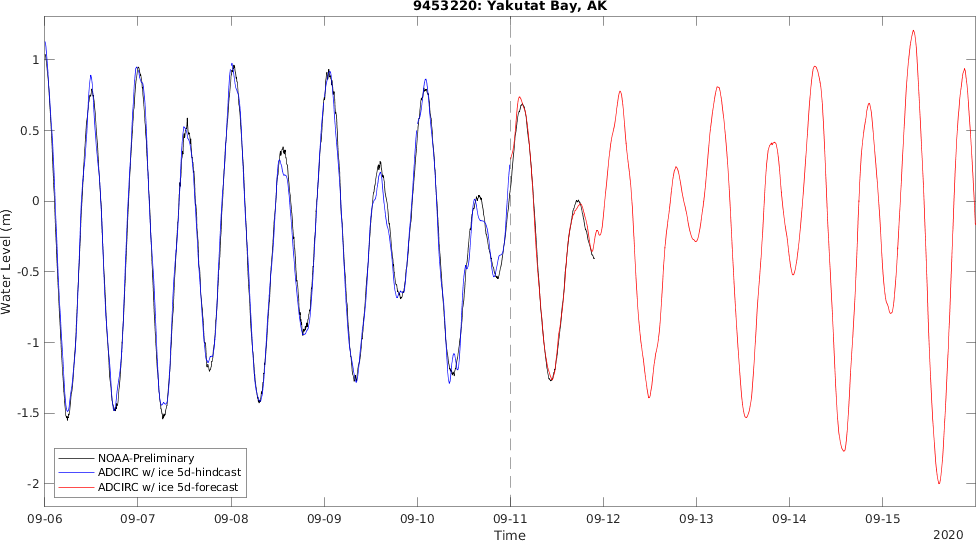 9453220: Yakutat Bay, AK
1
0.5
0
-0.5
-1
-1.5
-2
Water Level (m)
NOAA-Preliminary
ADCIRC w/ ice 5d-hindcast
ADCIRC w/ ice 5d-forecast
09-06 09-07 09-08 09-09 09-10 09-11 09-12 09-13 09-14 09-15
Time
2020